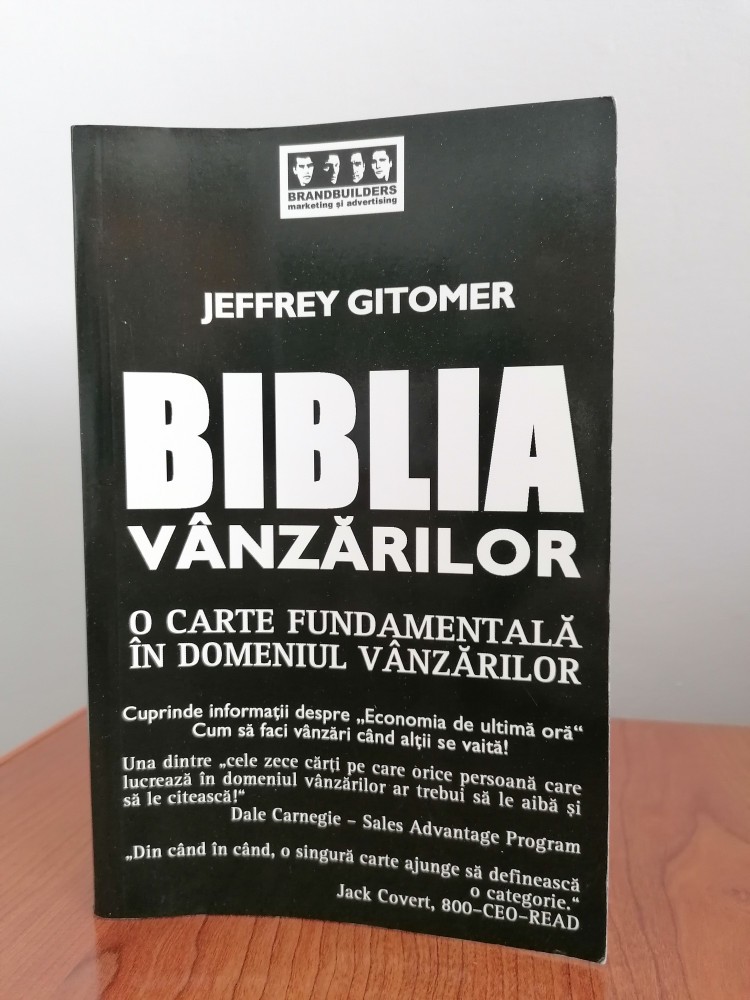 BRANDBUILDERS
marketing și advertising
JEFFREY GITOMER
BIBLIA
VÂNZĂRILOR
O CARTE FUNDAMENTALĂ
ÎN DOMENIUL VÂNZĂRILOR
Cuprinde informații despre „Economia de ultimă oră“
Cum să faci vânzări când alții se vaită!
Una dintre „cele zece cărți pe care orice persoană care
lucrează în domeniul vânzărilor ar trebui să le aibă și
să le citească!“
Dale Carnegie – Sales Advantage Program
„Din când în când, o singură carte ajunge să definească
o categorie.“
Jack Covert, 800–CEO–READ